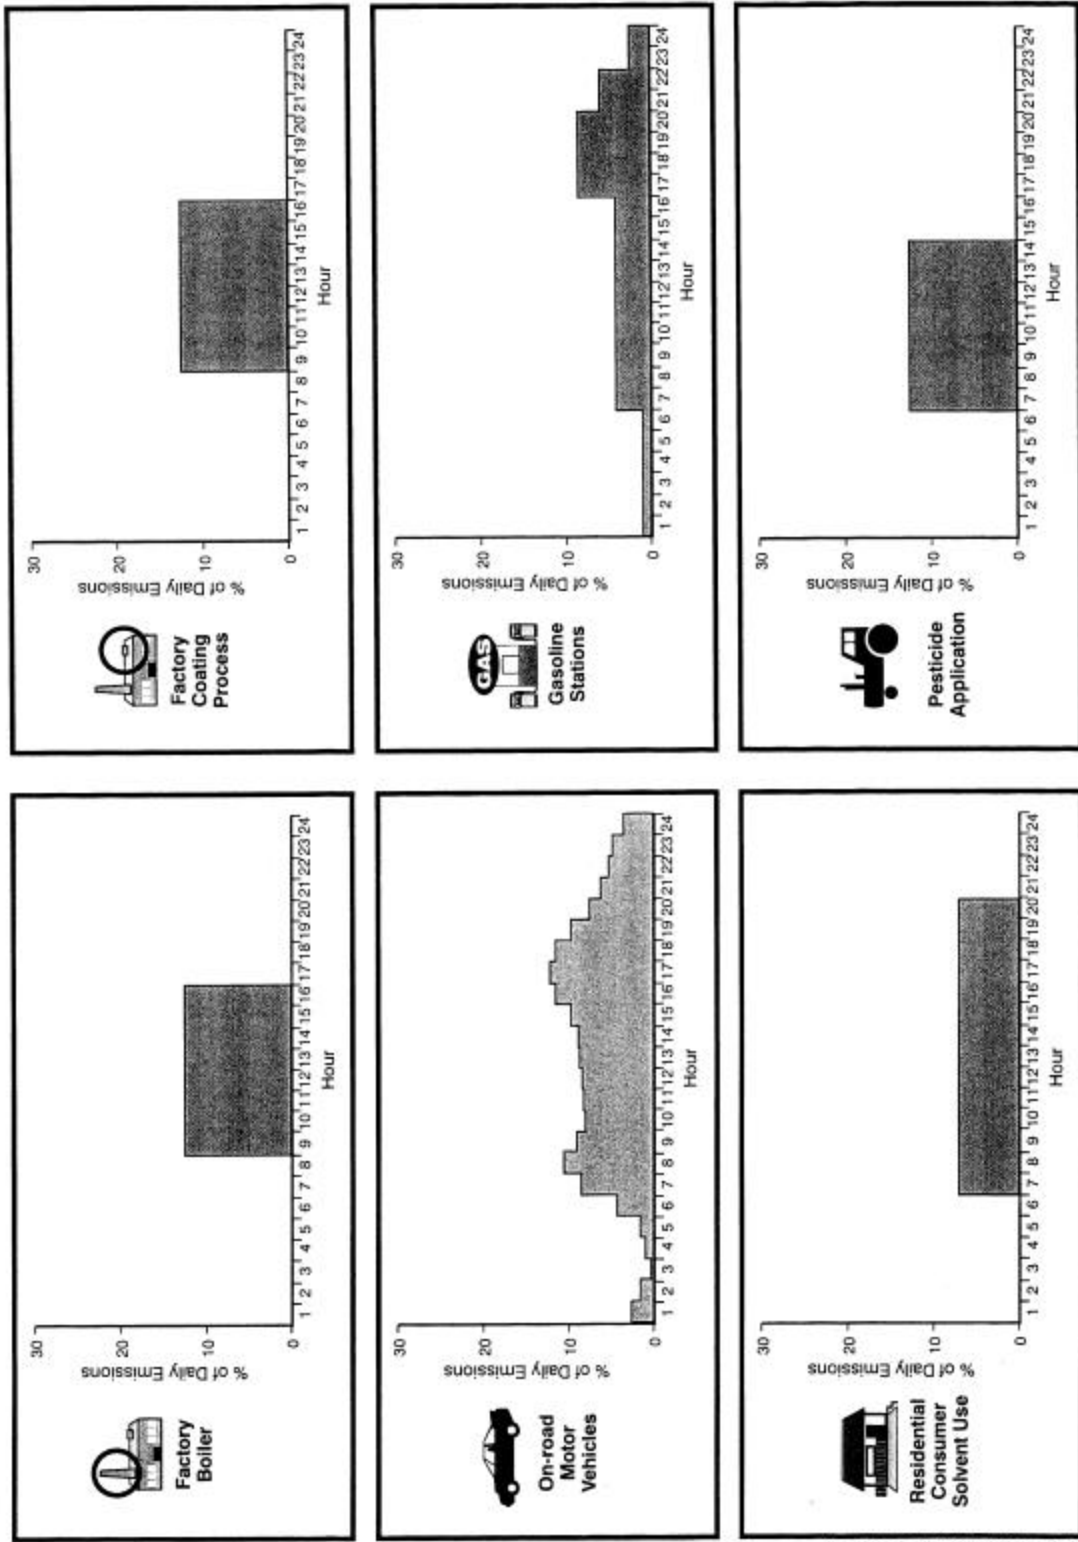 Factory
Boiler
% of Daily Emissions
30
20
10
0
1 2 3 4 5 6 7 8 9 10 11 12 13 14 15 16 17 18 19 20 21 22 23 24
Hour
Factory
Coating
Process
% of Daily Emissions
30
20
10
0
1 2 3 4 5 6 7 8 9 10 11 12 13 14 15 16 17 18 19 20 21 22 23 24
Hour
On-road
Motor
Vehicles
% of Daily Emissions
30
20
10
0
1 2 3 4 5 6 7 8 9 10 11 12 13 14 15 16 17 18 19 20 21 22 23 24
Hour
GAS
Gasoline
Stations
% of Daily Emissions
30
20
10
0
1 2 3 4 5 6 7 8 9 10 11 12 13 14 15 16 17 18 19 20 21 22 23 24
Hour
Residential
Consumer
Solvent Use
% of Daily Emissions
30
20
10
0
1 2 3 4 5 6 7 8 9 10 11 12 13 14 15 16 17 18 19 20 21 22 23 24
Hour
Pesticide
Application
% of Daily Emissions
30
20
10
0
1 2 3 4 5 6 7 8 9 10 11 12 13 14 15 16 17 18 19 20 21 22 23 24
Hour